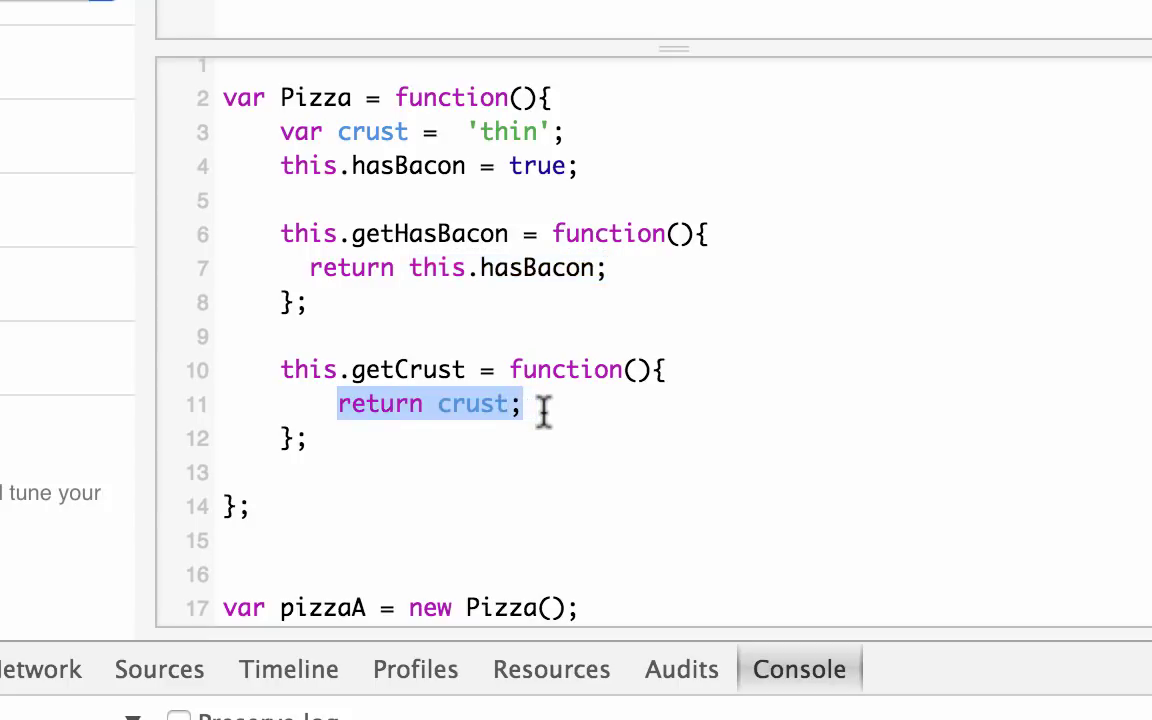 1
2 var Pizza = function(){
3 var crust =  'thin';
4 this.hasBacon = true;
5
6 this.getHasBacon = function(){
7 return this.hasBacon;
8 };
9
10 this.getCrust = function(){
11 return crust;
12 };
13
l tune your
14 };
15
16
17 var pizzaA = new Pizza();
etwork Sources Timeline Profiles Resources Audits Console
Preserve log